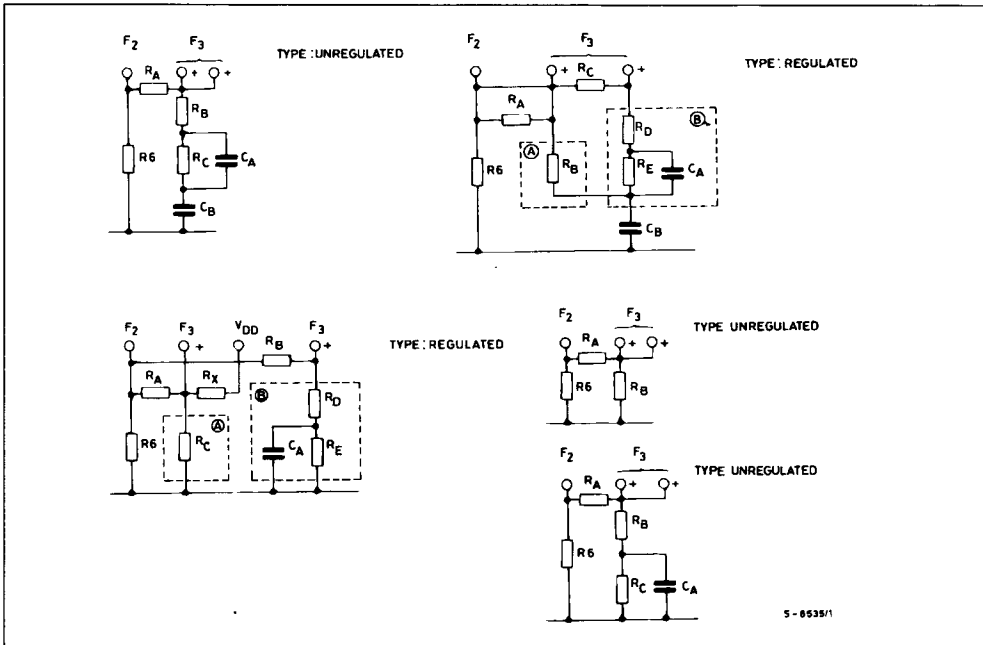 F2 F3
TYPE : UNREGULATED
RA + +
RB
R6 RC CA
CB
F2 F3
TYPE : REGULATED
+ RC +
RA
RD B
A
R6 RB RE CA
CB
F2 F3 VDD F3
TYPE : REGULATED
+ RB +
RA RX
B RD
A
R6 RC CA RE
F2 F3
TYPE UNREGULATED
RA + +
R6 RB
F2 F3
TYPE UNREGULATED
RA + +
RB
R6
RC CA
5-6535/1